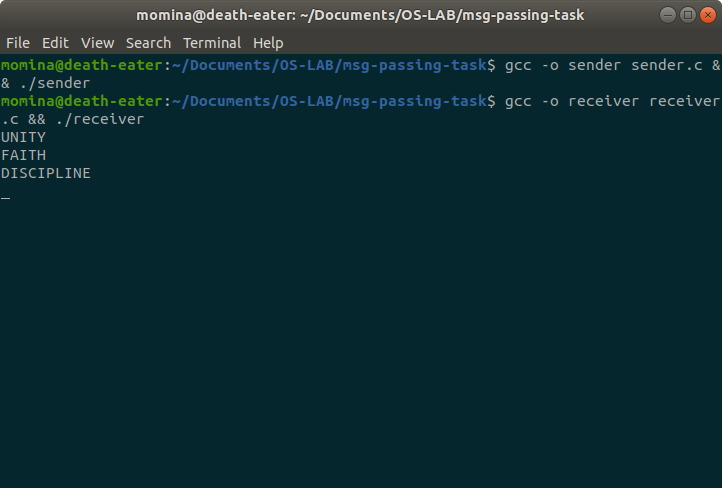 momina@death-eater: ~/Documents/OS-LAB/msg-passing-task
File Edit View Search Terminal Help
momina@death-eater:~/Documents/OS-LAB/msg-passing-task$ gcc -o sender sender.c &
& ./sender
momina@death-eater:~/Documents/OS-LAB/msg-passing-task$ gcc -o receiver receiver
.c && ./receiver
UNITY
FAITH
DISCIPLINE